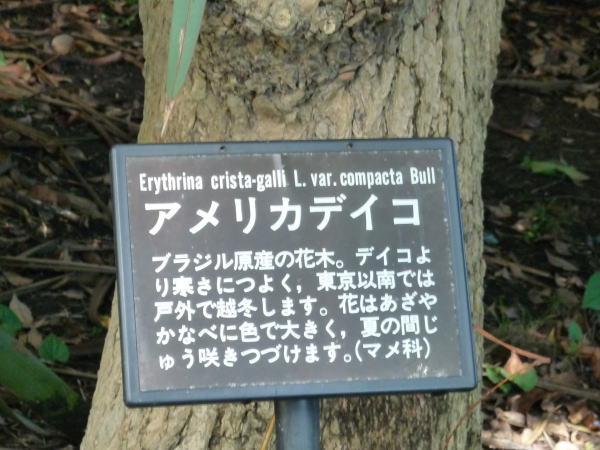 Erythrina crista-galli L. var. compacta Bull
アメリカデイコ
ブラジル原産の花木。デイコよ
り寒さにつよく，東京以南では
戸外で越冬します。花はあざや
かなべに色で大きく，夏の間じ
ゅう咲きつづけます。(マメ科)